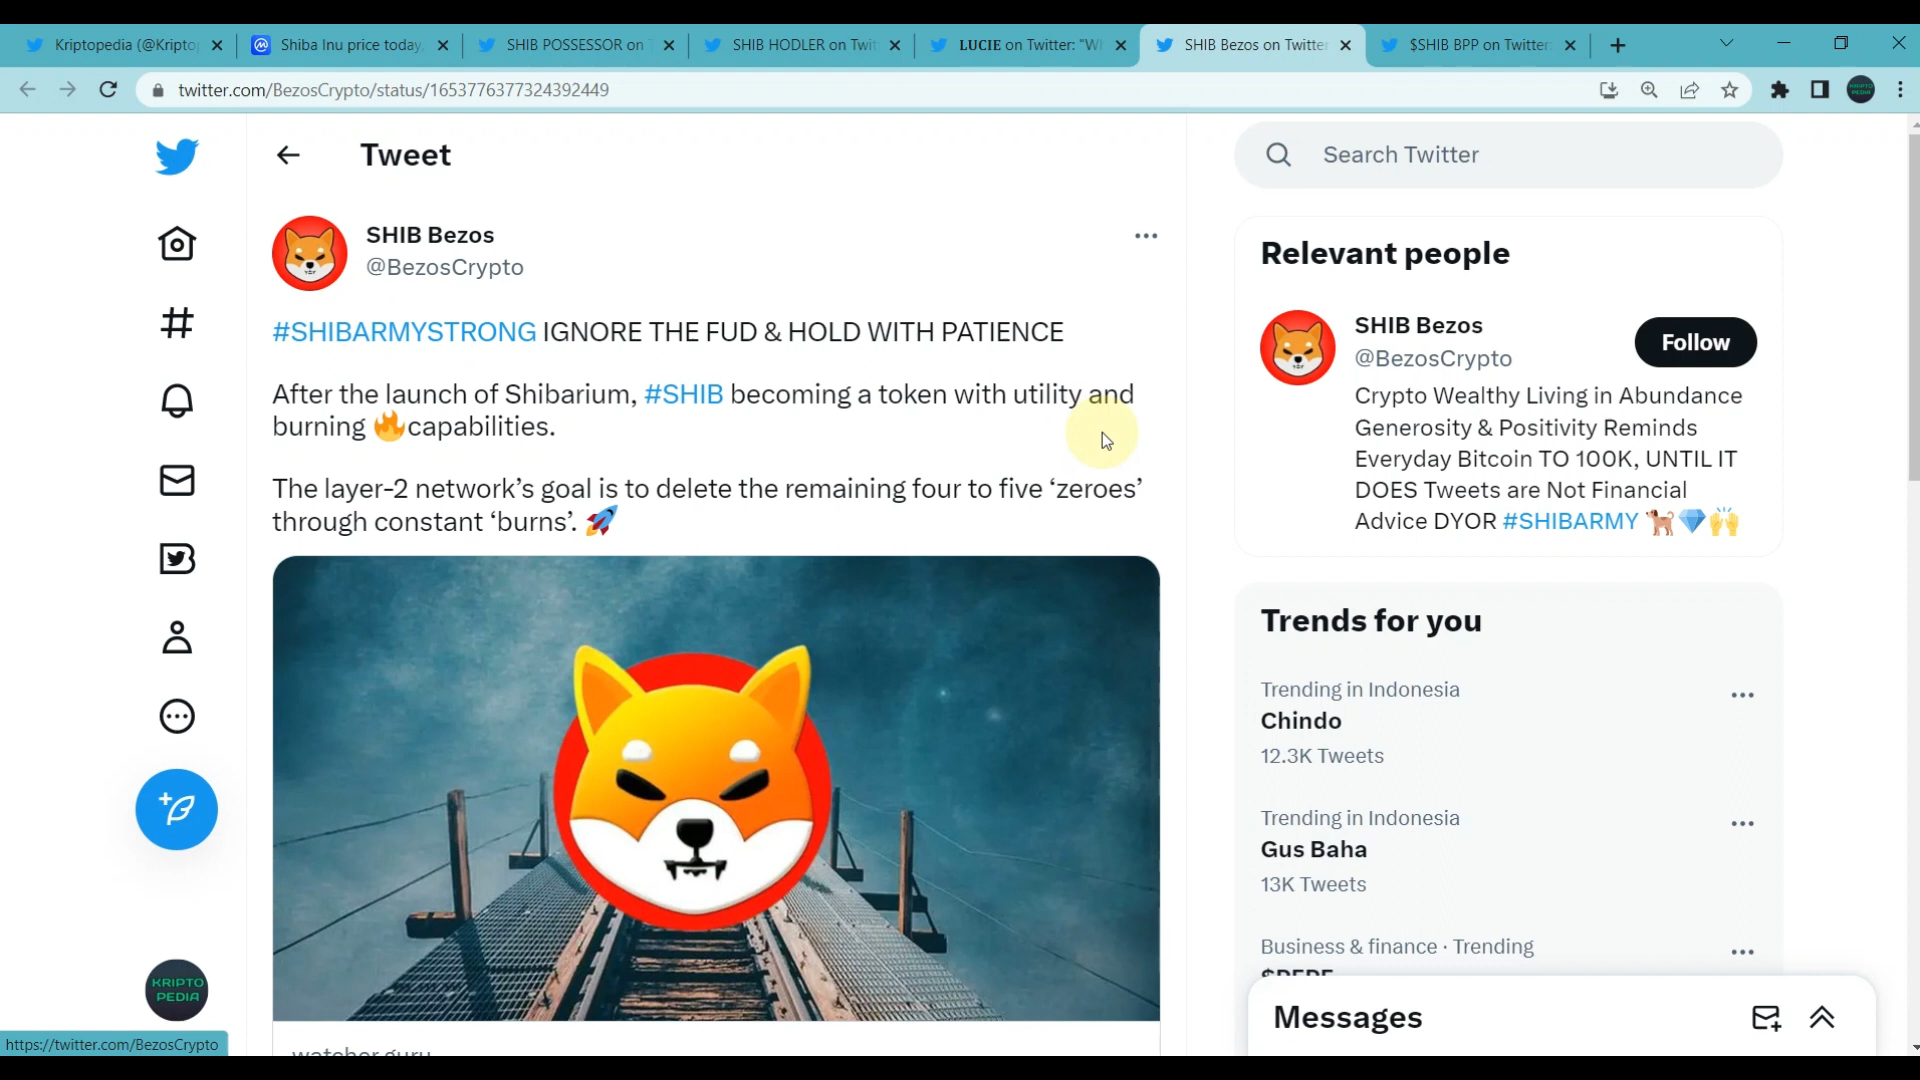 Kriptopedia (@Kripto
Shiba Inu price today,
SHIB POSSESSOR on T
SHIB HODLER on Twit
LUCIE on Twitter: "W
SHIB Bezos on Twitter
$SHIB BPP on Twitter:
twitter.com/BezosCrypto/status/1653776377324392449
Tweet
Search Twitter
SHIB Bezos
@BezosCrypto
#SHIBARMYSTRONG IGNORE THE FUD & HOLD WITH PATIENCE
After the launch of Shibarium, #SHIB becoming a token with utility and
burning 🔥capabilities.
The layer-2 network’s goal is to delete the remaining four to five ‘zeroes’
through constant ‘burns’. 🚀
watcher.guru
Relevant people
SHIB Bezos
@BezosCrypto
Follow
Crypto Wealthy Living in Abundance
Generosity & Positivity Reminds
Everyday Bitcoin TO 100K, UNTIL IT
DOES Tweets are Not Financial
Advice DYOR #SHIBARMY 🐕💎🙌
Trends for you
Trending in Indonesia
Chindo
12.3K Tweets
Trending in Indonesia
Gus Baha
13K Tweets
Business & finance · Trending
$PEPE
Messages
KRIPTO
PEDIA
https://twitter.com/BezosCrypto